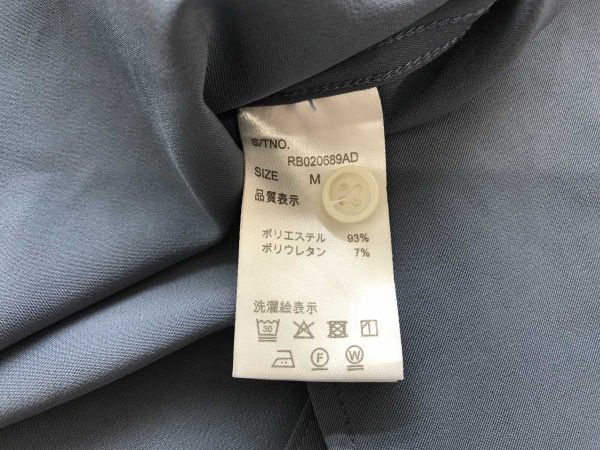 S/TNO.
RB020689AD
SIZE M
品質表示
ポリエステル 93%
ポリウレタン 7%
洗濯絵表示
30
F W